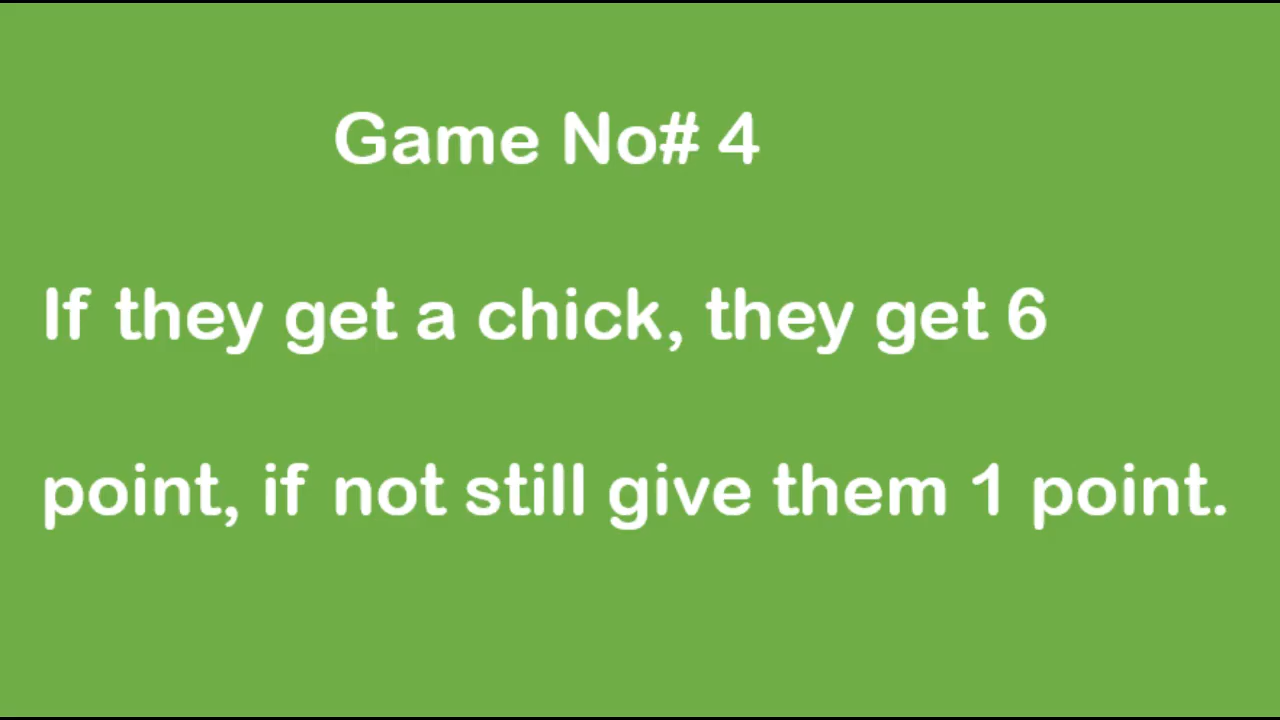 Game No# 4
If they get a chick, they get 6
point, if not still give them 1 point.